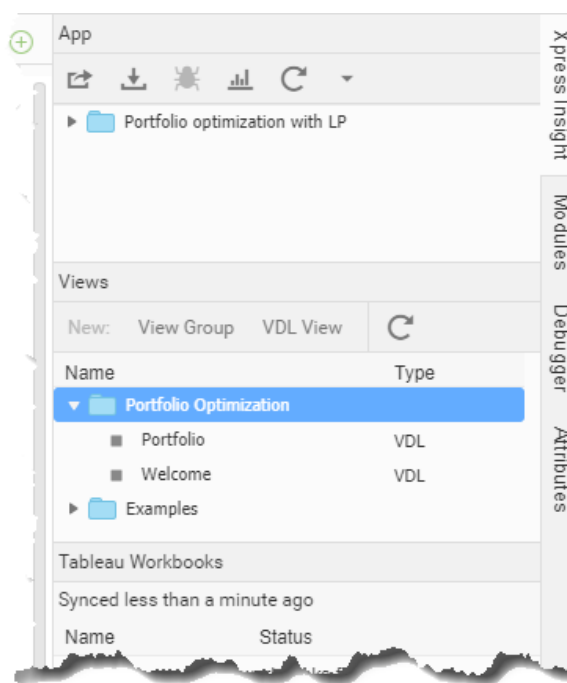 App
Portfolio optimization with LP
Views
New: View Group VDL View
Name Type
Portfolio Optimization
Portfolio VDL
Welcome VDL
Examples
Tableau Workbooks
Synced less than a minute ago
Name Status
Xpress Insight
Modules
Debugger
Attributes